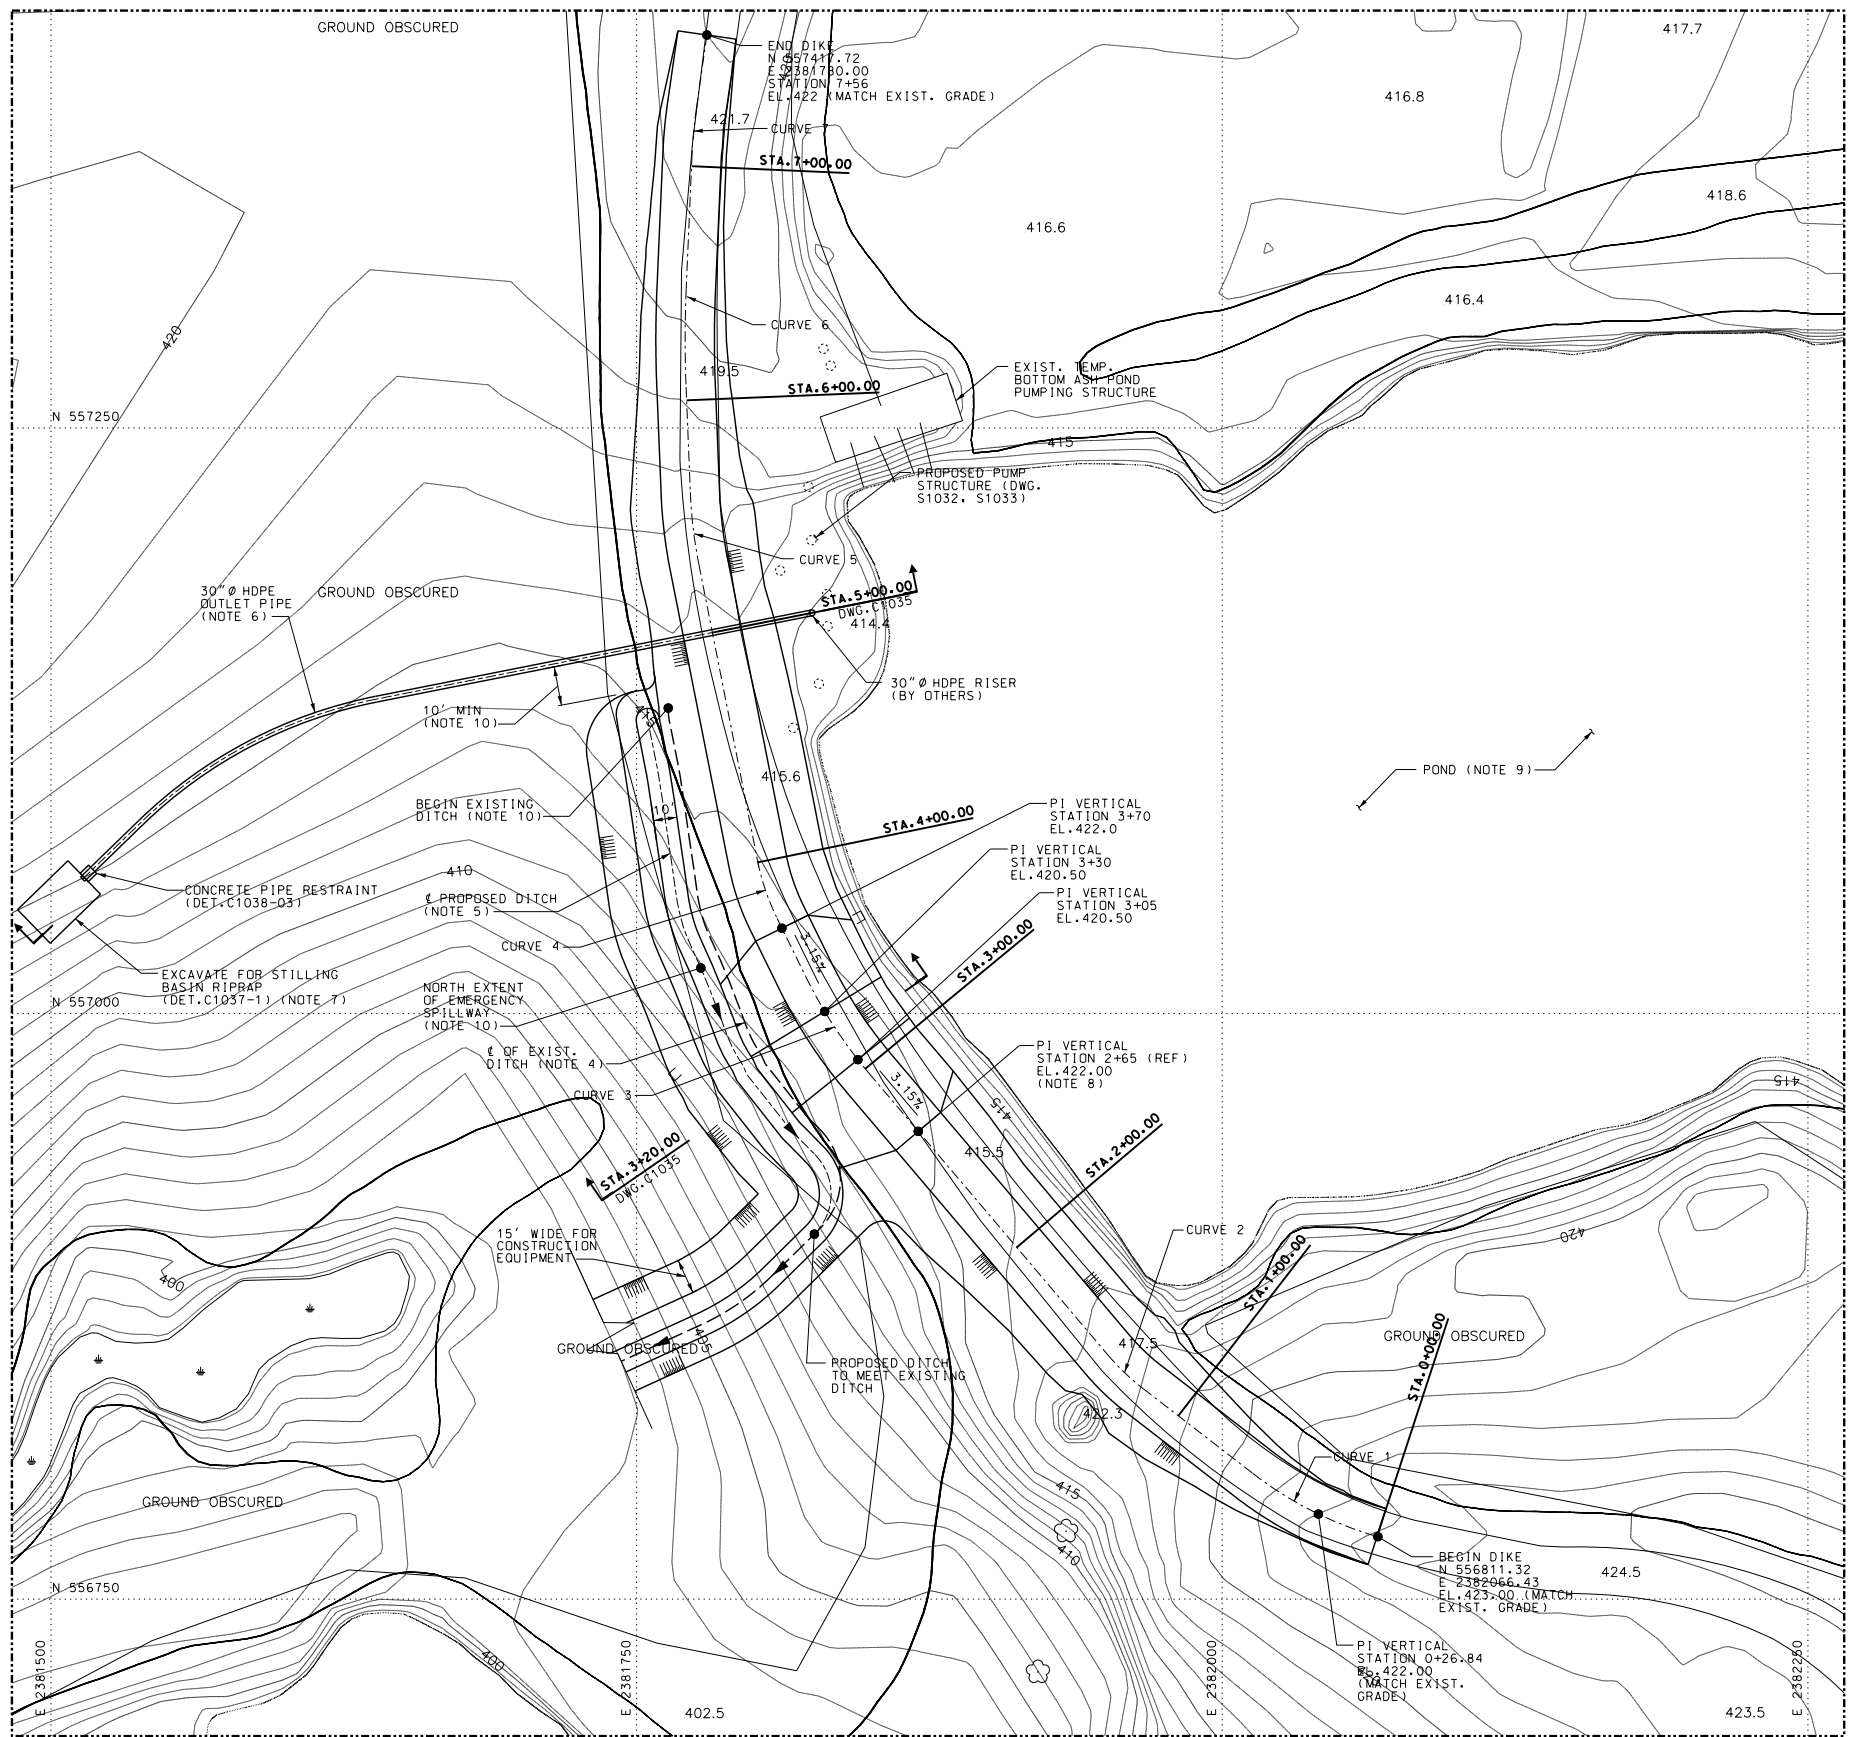 GROUND OBSCURED
417.7
END DIKE
N 557417.72
E 2381780.00
STATION 7+56
EL.422 (MATCH EXIST. GRADE)
416.8
421.7
CURVE 7
STA.7+00.00
418.6
416.6
416.4
420
CURVE 6
419.5
STA.6+00.00
EXIST. TEMP.
BOTTOM ASH POND
PUMPING STRUCTURE
N 557250
415
PROPOSED PUMP
STRUCTURE (DWG.
S1032, S1033)
CURVE 5
30"Ø HDPE
OUTLET PIPE
(NOTE 6)
GROUND OBSCURED
STA.5+00.00
DWG.C1035
414.4
30"Ø HDPE RISER
(BY OTHERS)
10' MIN
(NOTE 10)
415
POND (NOTE 9)
415.6
BEGIN EXISTING
DITCH (NOTE 10)
10'
STA.4+00.00
PI VERTICAL
STATION 3+70
EL.422.0
PI VERTICAL
STATION 3+30
EL.420.50
410
CONCRETE PIPE RESTRAINT
(DET.C1038-03)
℄ PROPOSED DITCH
(NOTE 5)
PI VERTICAL
STATION 3+05
EL.420.50
CURVE 4
3.15%
STA.3+00.00
EXCAVATE FOR STILLING
BASIN RIPRAP
(DET.C1037-1) (NOTE 7)
N 557000
NORTH EXTENT
OF EMERGENCY
SPILLWAY
(NOTE 10)
℄ OF EXIST.
DITCH (NOTE 4)
PI VERTICAL
STATION 2+65 (REF)
EL.422.00
(NOTE 8)
CURVE 3
3.15%
415
415
STA.3+20.00
DWG.C1035
415.5
STA.2+00.00
15' WIDE FOR
CONSTRUCTION
EQUIPMENT
CURVE 2
420
400
STA.1+00.00
405
GROUND OBSCURED
417.5
GROUND OBSCURED
STA.0+00.00
PROPOSED DITCH
TO MEET EXISTING
DITCH
422.3
CURVE 1
415
GROUND OBSCURED
410
BEGIN DIKE
N 556811.32
E 2382066.43
EL.423.00 (MATCH
EXIST. GRADE)
424.5
N 556750
PI VERTICAL
STATION 0+26.84
EL.422.00
(MATCH EXIST.
GRADE)
400
E 2381500
E 2381750
E 2382000
E 2382250
402.5
423.5